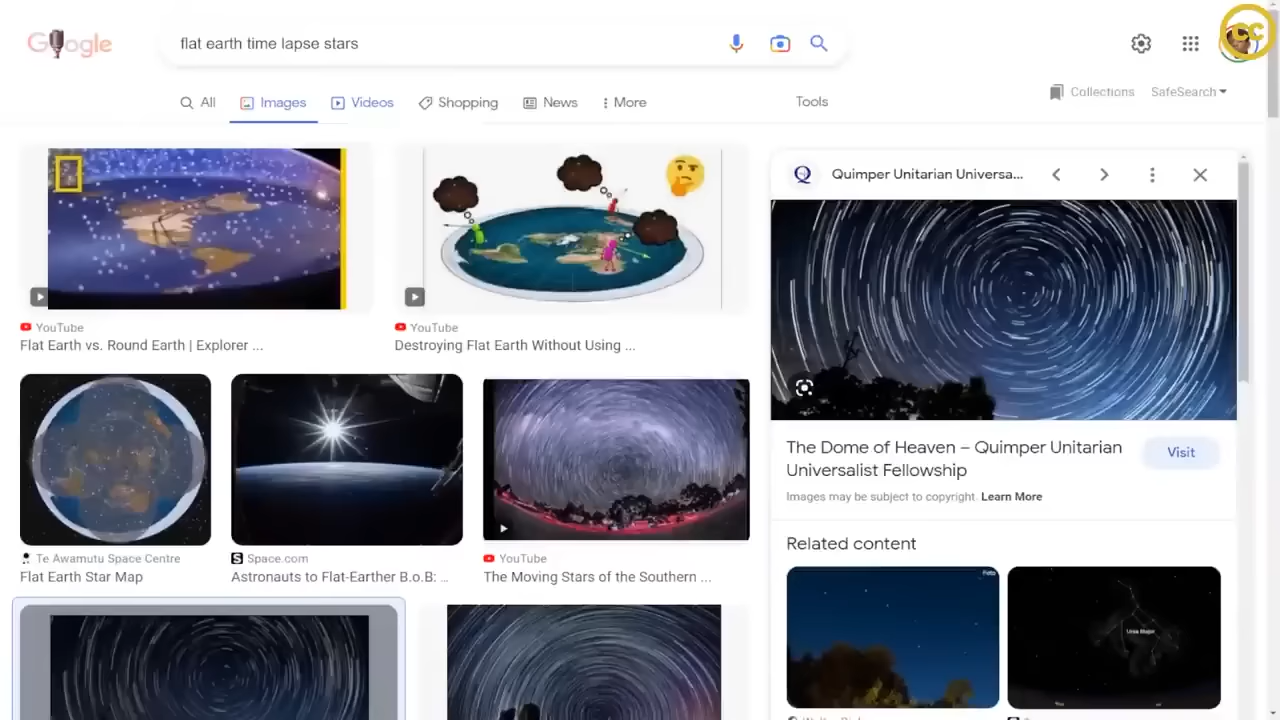 Google
flat earth time lapse stars
CC
All
Images
Videos
Shopping
News
More
Tools
Collections
SafeSearch
YouTube
Flat Earth vs. Round Earth | Explorer ...
YouTube
Destroying Flat Earth Without Using ...
Te Awamutu Space Centre
Flat Earth Star Map
Space.com
Astronauts to Flat-Earther B.o.B: ...
YouTube
The Moving Stars of the Southern ...
Q
Quimper Unitarian Universa...
The Dome of Heaven – Quimper Unitarian
Universalist Fellowship
Visit
Images may be subject to copyright. Learn More
Related content
Ursa Major